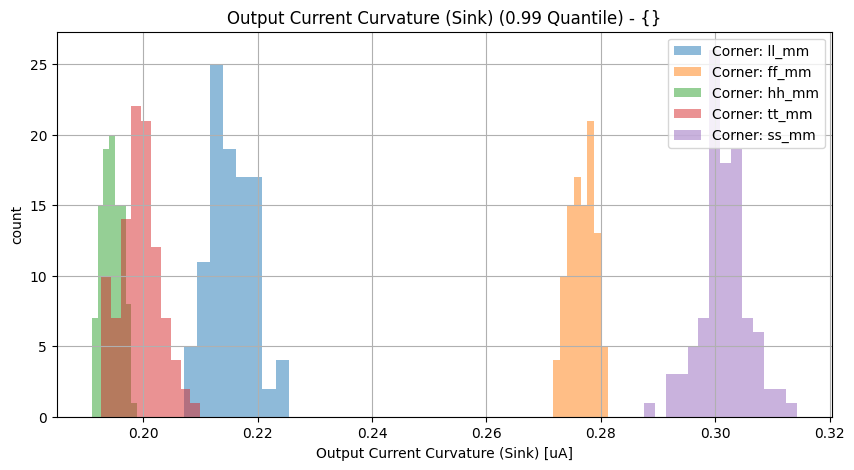 Output Current Curvature (Sink) (0.99 Quantile) - {}
Corner: ll_mm
Corner: ff_mm
Corner: hh_mm
Corner: tt_mm
Corner: ss_mm
count
25
20
15
10
5
0
0.20 0.22 0.24 0.26 0.28 0.30 0.32
Output Current Curvature (Sink) [uA]